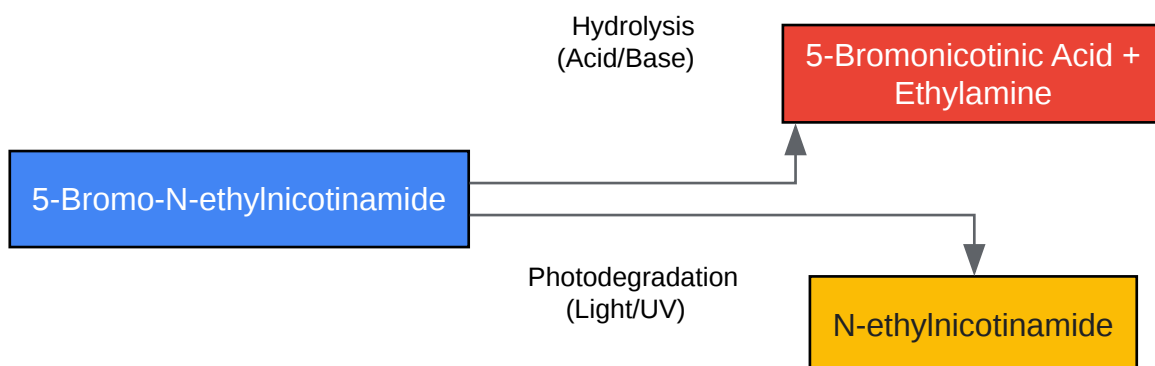 Hydrolysis
(Acid/Base)
5-Bromonicotinic Acid +
Ethylamine
5-Bromo-N-ethylnicotinamide
Photodegradation
(Light/UV)
N-ethylnicotinamide